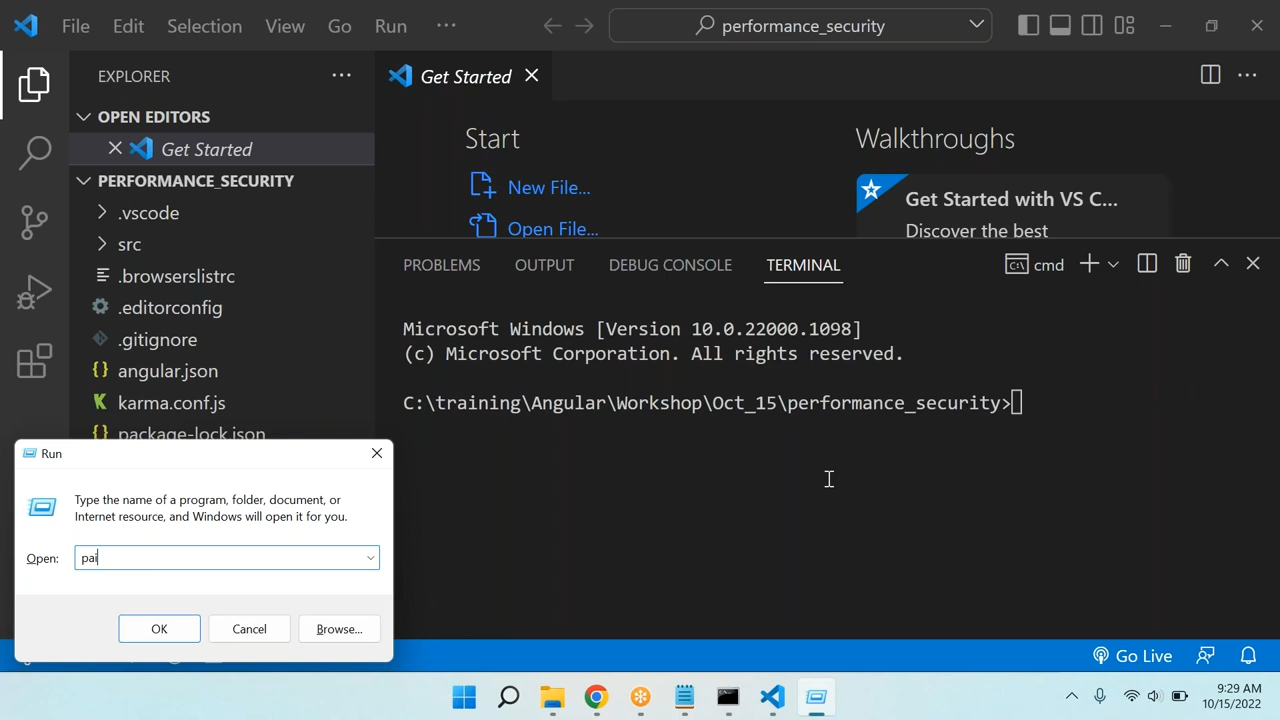 File Edit Selection View Go Run ···
performance_security
EXPLORER ···
OPEN EDITORS
Get Started
PERFORMANCE_SECURITY
.vscode
src
.browserslistrc
.editorconfig
.gitignore
angular.json
karma.conf.js
package-lock.json
Get Started
Start
New File...
Open File...
Walkthroughs
Get Started with VS C...
Discover the best
PROBLEMS OUTPUT DEBUG CONSOLE TERMINAL
cmd
Microsoft Windows [Version 10.0.22000.1098]
(c) Microsoft Corporation. All rights reserved.
C:\training\Angular\Workshop\Oct_15\performance_security>
Run
Type the name of a program, folder, document, or
Internet resource, and Windows will open it for you.
Open: pai
OK Cancel Browse...
Go Live
9:29 AM
10/15/2022